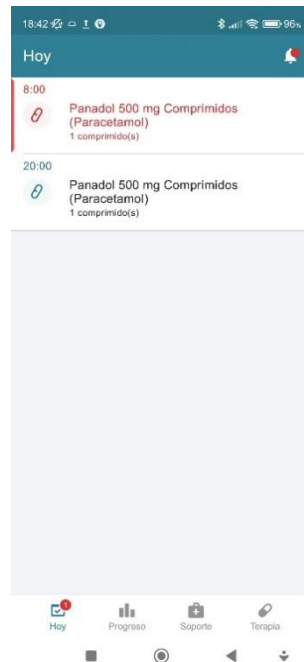 18:42
96%
Hoy
8:00
Panadol 500 mg Comprimidos
(Paracetamol)
1 comprimido(s)
20:00
Panadol 500 mg Comprimidos
(Paracetamol)
1 comprimido(s)
1
Hoy
Progreso
Soporte
Terapia